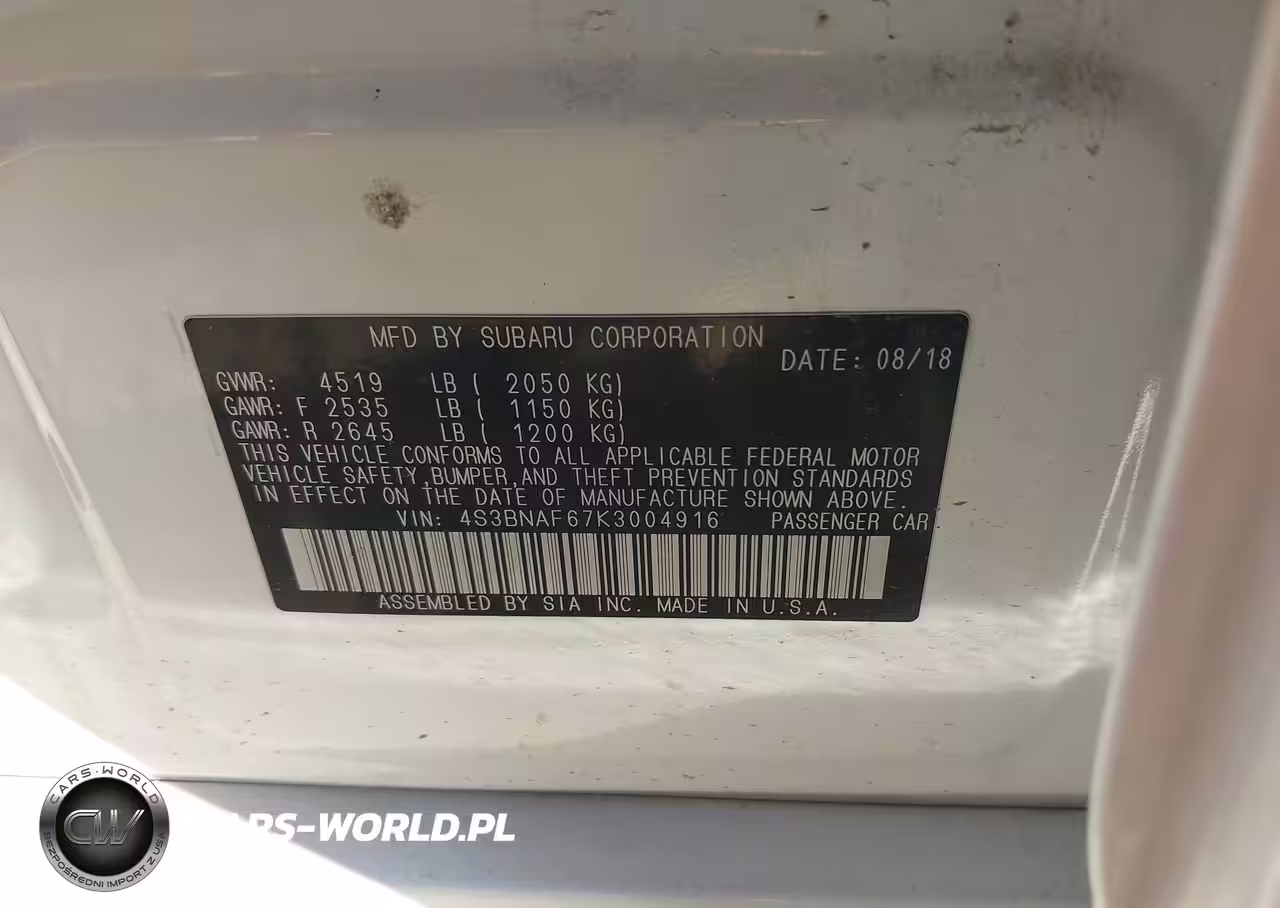 MFD BY SUBARU CORPORATION
DATE: 08/18
GVWR: 4519 LB ( 2050 KG)
GAWR: F 2535 LB ( 1150 KG)
GAWR: R 2645 LB ( 1200 KG)
THIS VEHICLE CONFORMS TO ALL APPLICABLE FEDERAL MOTOR
VEHICLE SAFETY,BUMPER,AND THEFT PREVENTION STANDARDS
IN EFFECT ON THE DATE OF MANUFACTURE SHOWN ABOVE.
VIN: 4S3BNAF67K3004916 PASSENGER CAR
ASSEMBLED BY SIA INC. MADE IN U.S.A.
CARS-WORLD
CW
BEZPOŚREDNI IMPORT Z USA
CARS-WORLD.PL